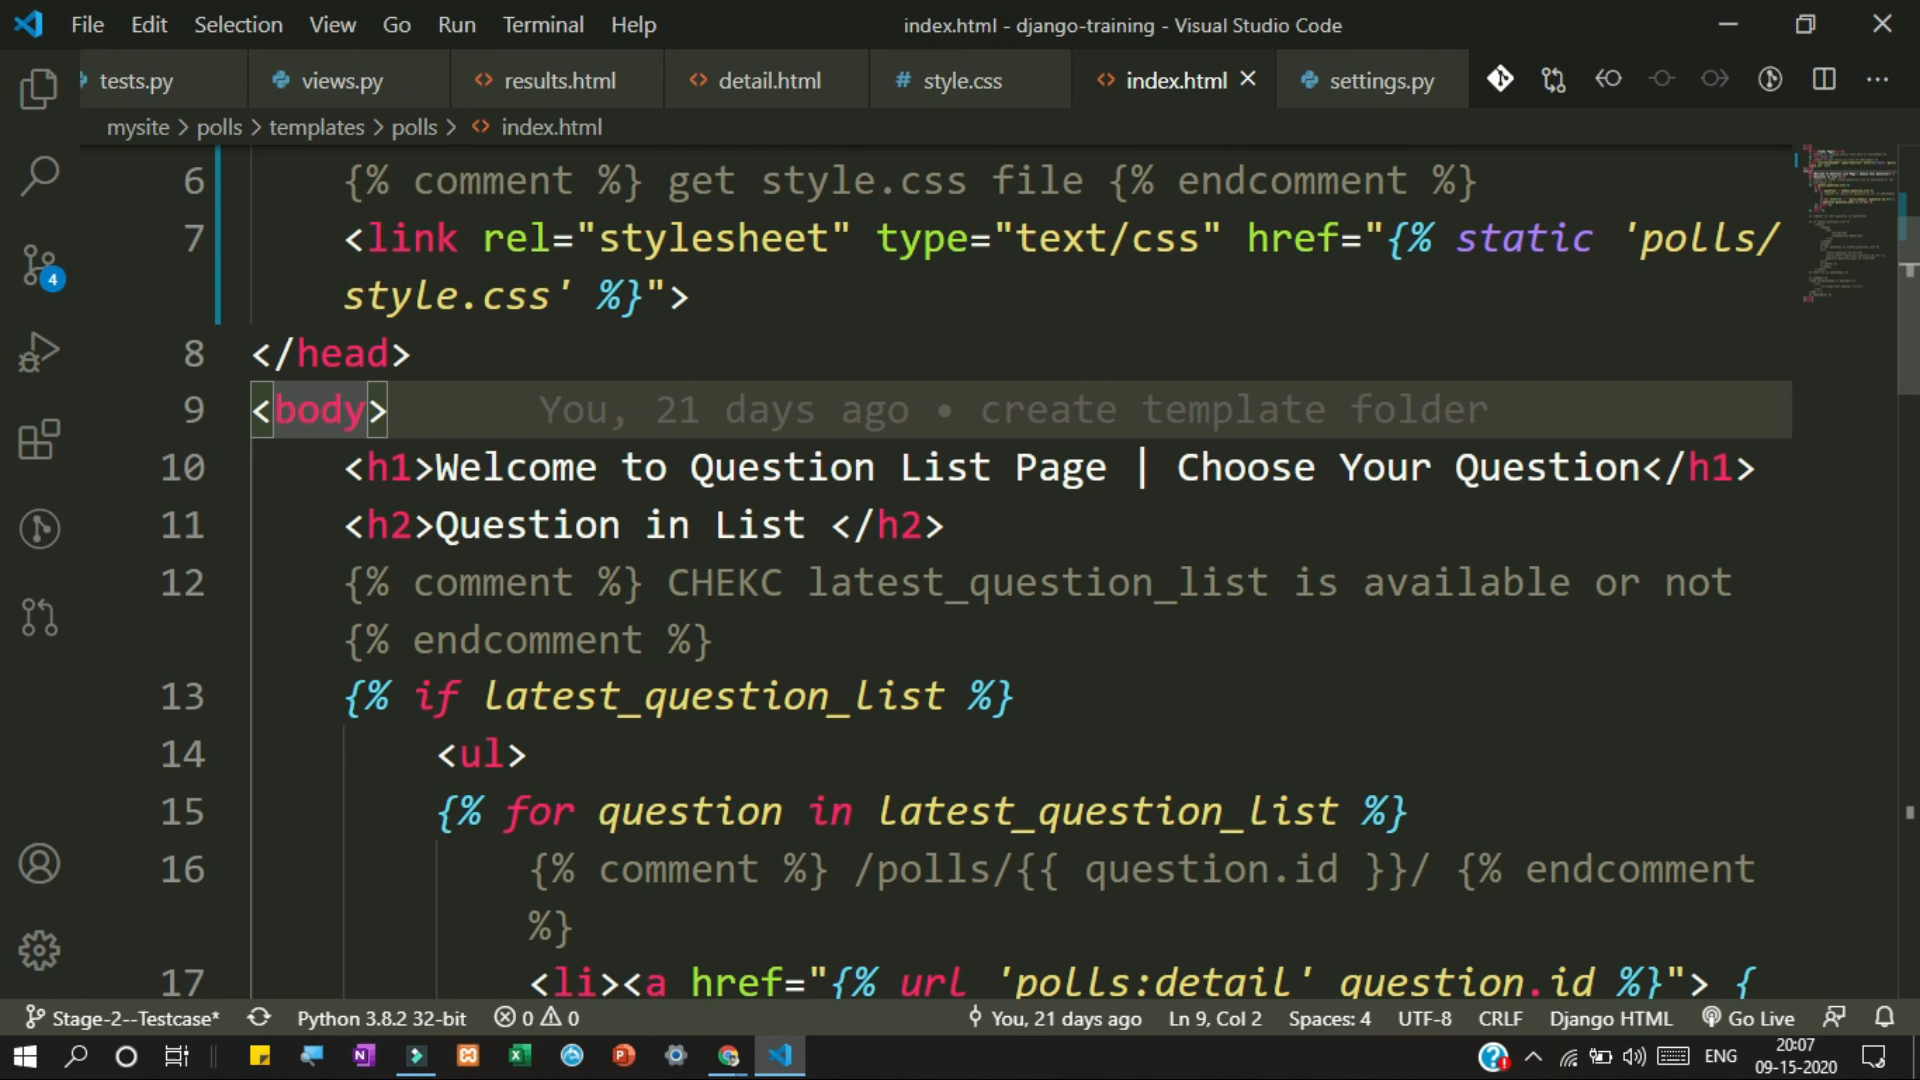 File Edit Selection View Go Run Terminal Help index.html - django-training - Visual Studio Code
tests.py views.py results.html detail.html # style.css index.html settings.py
mysite > polls > templates > polls > index.html
6 {% comment %} get style.css file {% endcomment %}
7 <link rel="stylesheet" type="text/css" href="{% static 'polls/
style.css' %}">
8 </head>
9 <body> You, 21 days ago • create template folder
10 <h1>Welcome to Question List Page | Choose Your Question</h1>
11 <h2>Question in List </h2>
12 {% comment %} CHEKC latest_question_list is available or not
{% endcomment %}
13 {% if latest_question_list %}
14 <ul>
15 {% for question in latest_question_list %}
16 {% comment %} /polls/{{ question.id }}/ {% endcomment
%}
17 <li><a href="{% url 'polls:detail' question.id %}"> {
4
Stage-2--Testcase* Python 3.8.2 32-bit 0 0 You, 21 days ago Ln 9, Col 2 Spaces: 4 UTF-8 CRLF Django HTML Go Live
ENG 20:07
09-15-2020